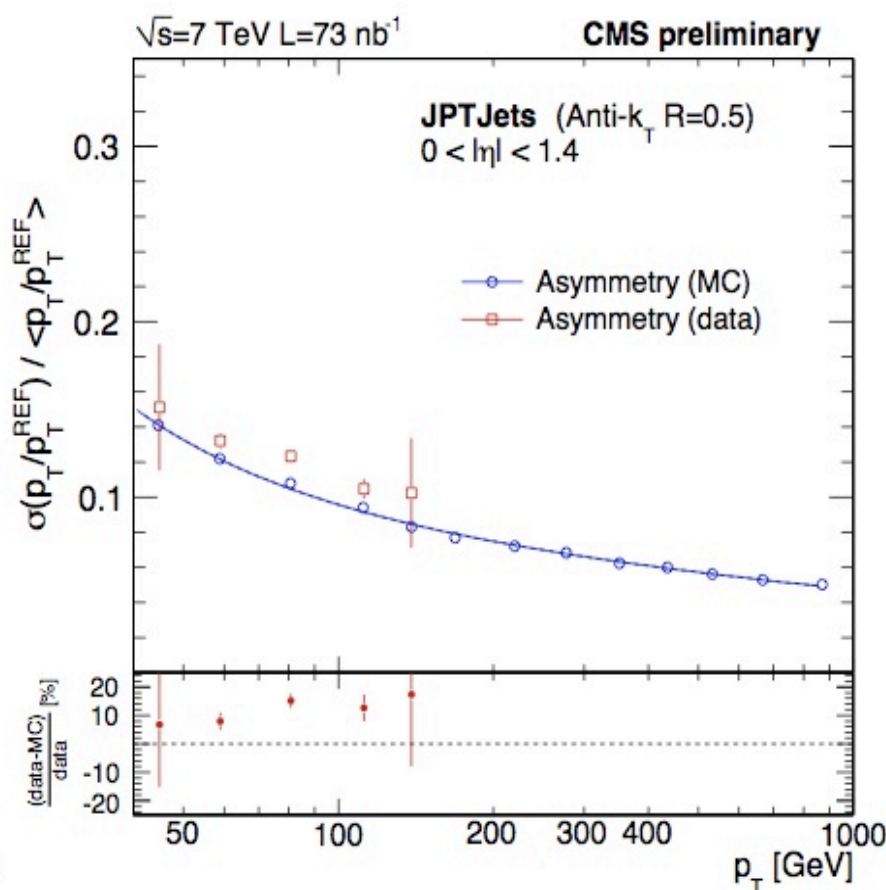 √s=7 TeV L=73 nb⁻¹ CMS preliminary
JPTJets (Anti-k_T R=0.5)
0 < |η| < 1.4
Asymmetry (MC)
Asymmetry (data)
σ(p_T/p_T^REF) / <p_T/p_T^REF>
0.3
0.2
0.1
(data-MC)/data [%]
20
10
-10
-20
50 100 200 300 400 1000
p_T [GeV]